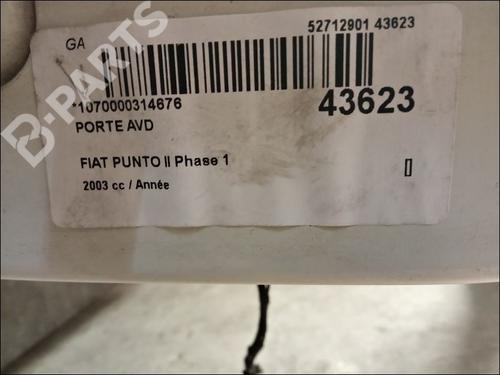 GA
52712901 43623
*1070000314676
43623
PORTE AVD
FIAT PUNTO II Phase 1
2003 cc / Année
B-PARTS